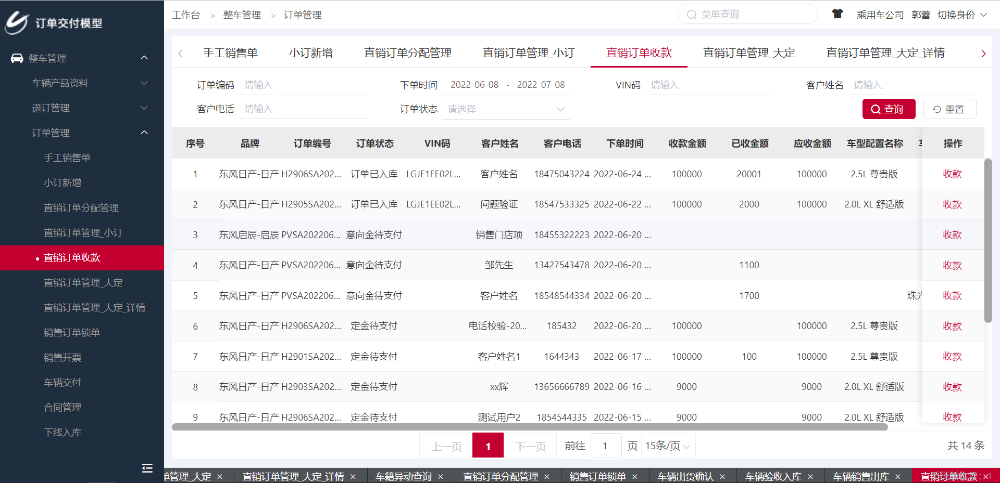 订单交付模型
整车管理
车辆产品资料
退订管理
订单管理
手工销售单
小订新增
直销订单分配管理
直销订单管理_小订
直销订单收款
直销订单管理_大定
直销订单管理_大定_详情
销售订单锁单
销售开票
车辆交付
合同管理
下线入库
工作台 > 整车管理 > 订单管理
菜单查询 乘用车公司 郭蕾 切换身份
手工销售单 小订新增 直销订单分配管理 直销订单管理_小订 直销订单收款 直销订单管理_大定 直销订单管理_大定_详情
订单编码 请输入 下单时间 2022-06-08 - 2022-07-08 VIN码 请输入 客户姓名 请输入
客户电话 请输入 订单状态 请选择 查询 重置
序号 品牌 订单编号 订单状态 VIN码 客户姓名 客户电话 下单时间 收款金额 已收金额 应收金额 车型配置名称 操作
1 东风日产-日产 H2906SA202... 订单已入库 LGJE1EE02L... 客户姓名 18475043224 2022-06-24 ... 100000 20001 100000 2.5L 尊贵版 收款
2 东风日产-日产 H2905SA202... 订单已入库 LGJE1EE02L... 问题验证 18547533325 2022-06-22 ... 100000 2000 100000 2.0L XL 舒适版 收款
3 东风启辰-启辰 PVSA202206... 意向金待支付 销售门店项 18455322223 2022-06-20 ... 收款
4 东风日产-日产 PVSA202206... 意向金待支付 邹先生 13427543478 2022-06-20 ... 1100 收款
5 东风日产-日产 PVSA202206... 意向金待支付 客户姓名 18548544334 2022-06-20 ... 1700 珠光 收款
6 东风日产-日产 H2906SA202... 定金待支付 电话校验-20... 185432 2022-06-20 ... 100000 100000 2.5L 尊贵版 收款
7 东风日产-日产 H2901SA202... 定金待支付 客户姓名1 1644343 2022-06-17 ... 100000 100 100000 2.5L 尊贵版 收款
8 东风日产-日产 H2903SA202... 定金待支付 xx辉 13656666789 2022-06-16 ... 9000 9000 2.0L XL 舒适版 收款
9 东风日产-日产 H2906SA202... 定金待支付 测试用户2 1854544335 2022-06-15 ... 9000 9000 2.0L XL 舒适版 收款
上一页 1 下一页 前往 1 页 15条/页 共 14 条
单管理_大定 × 直销订单管理_大定_详情 × 车籍异动查询 × 直销订单分配管理 × 销售订单锁单 × 车辆出货确认 × 车辆验收入库 × 车辆销售出库 × 直销订单收款 ×